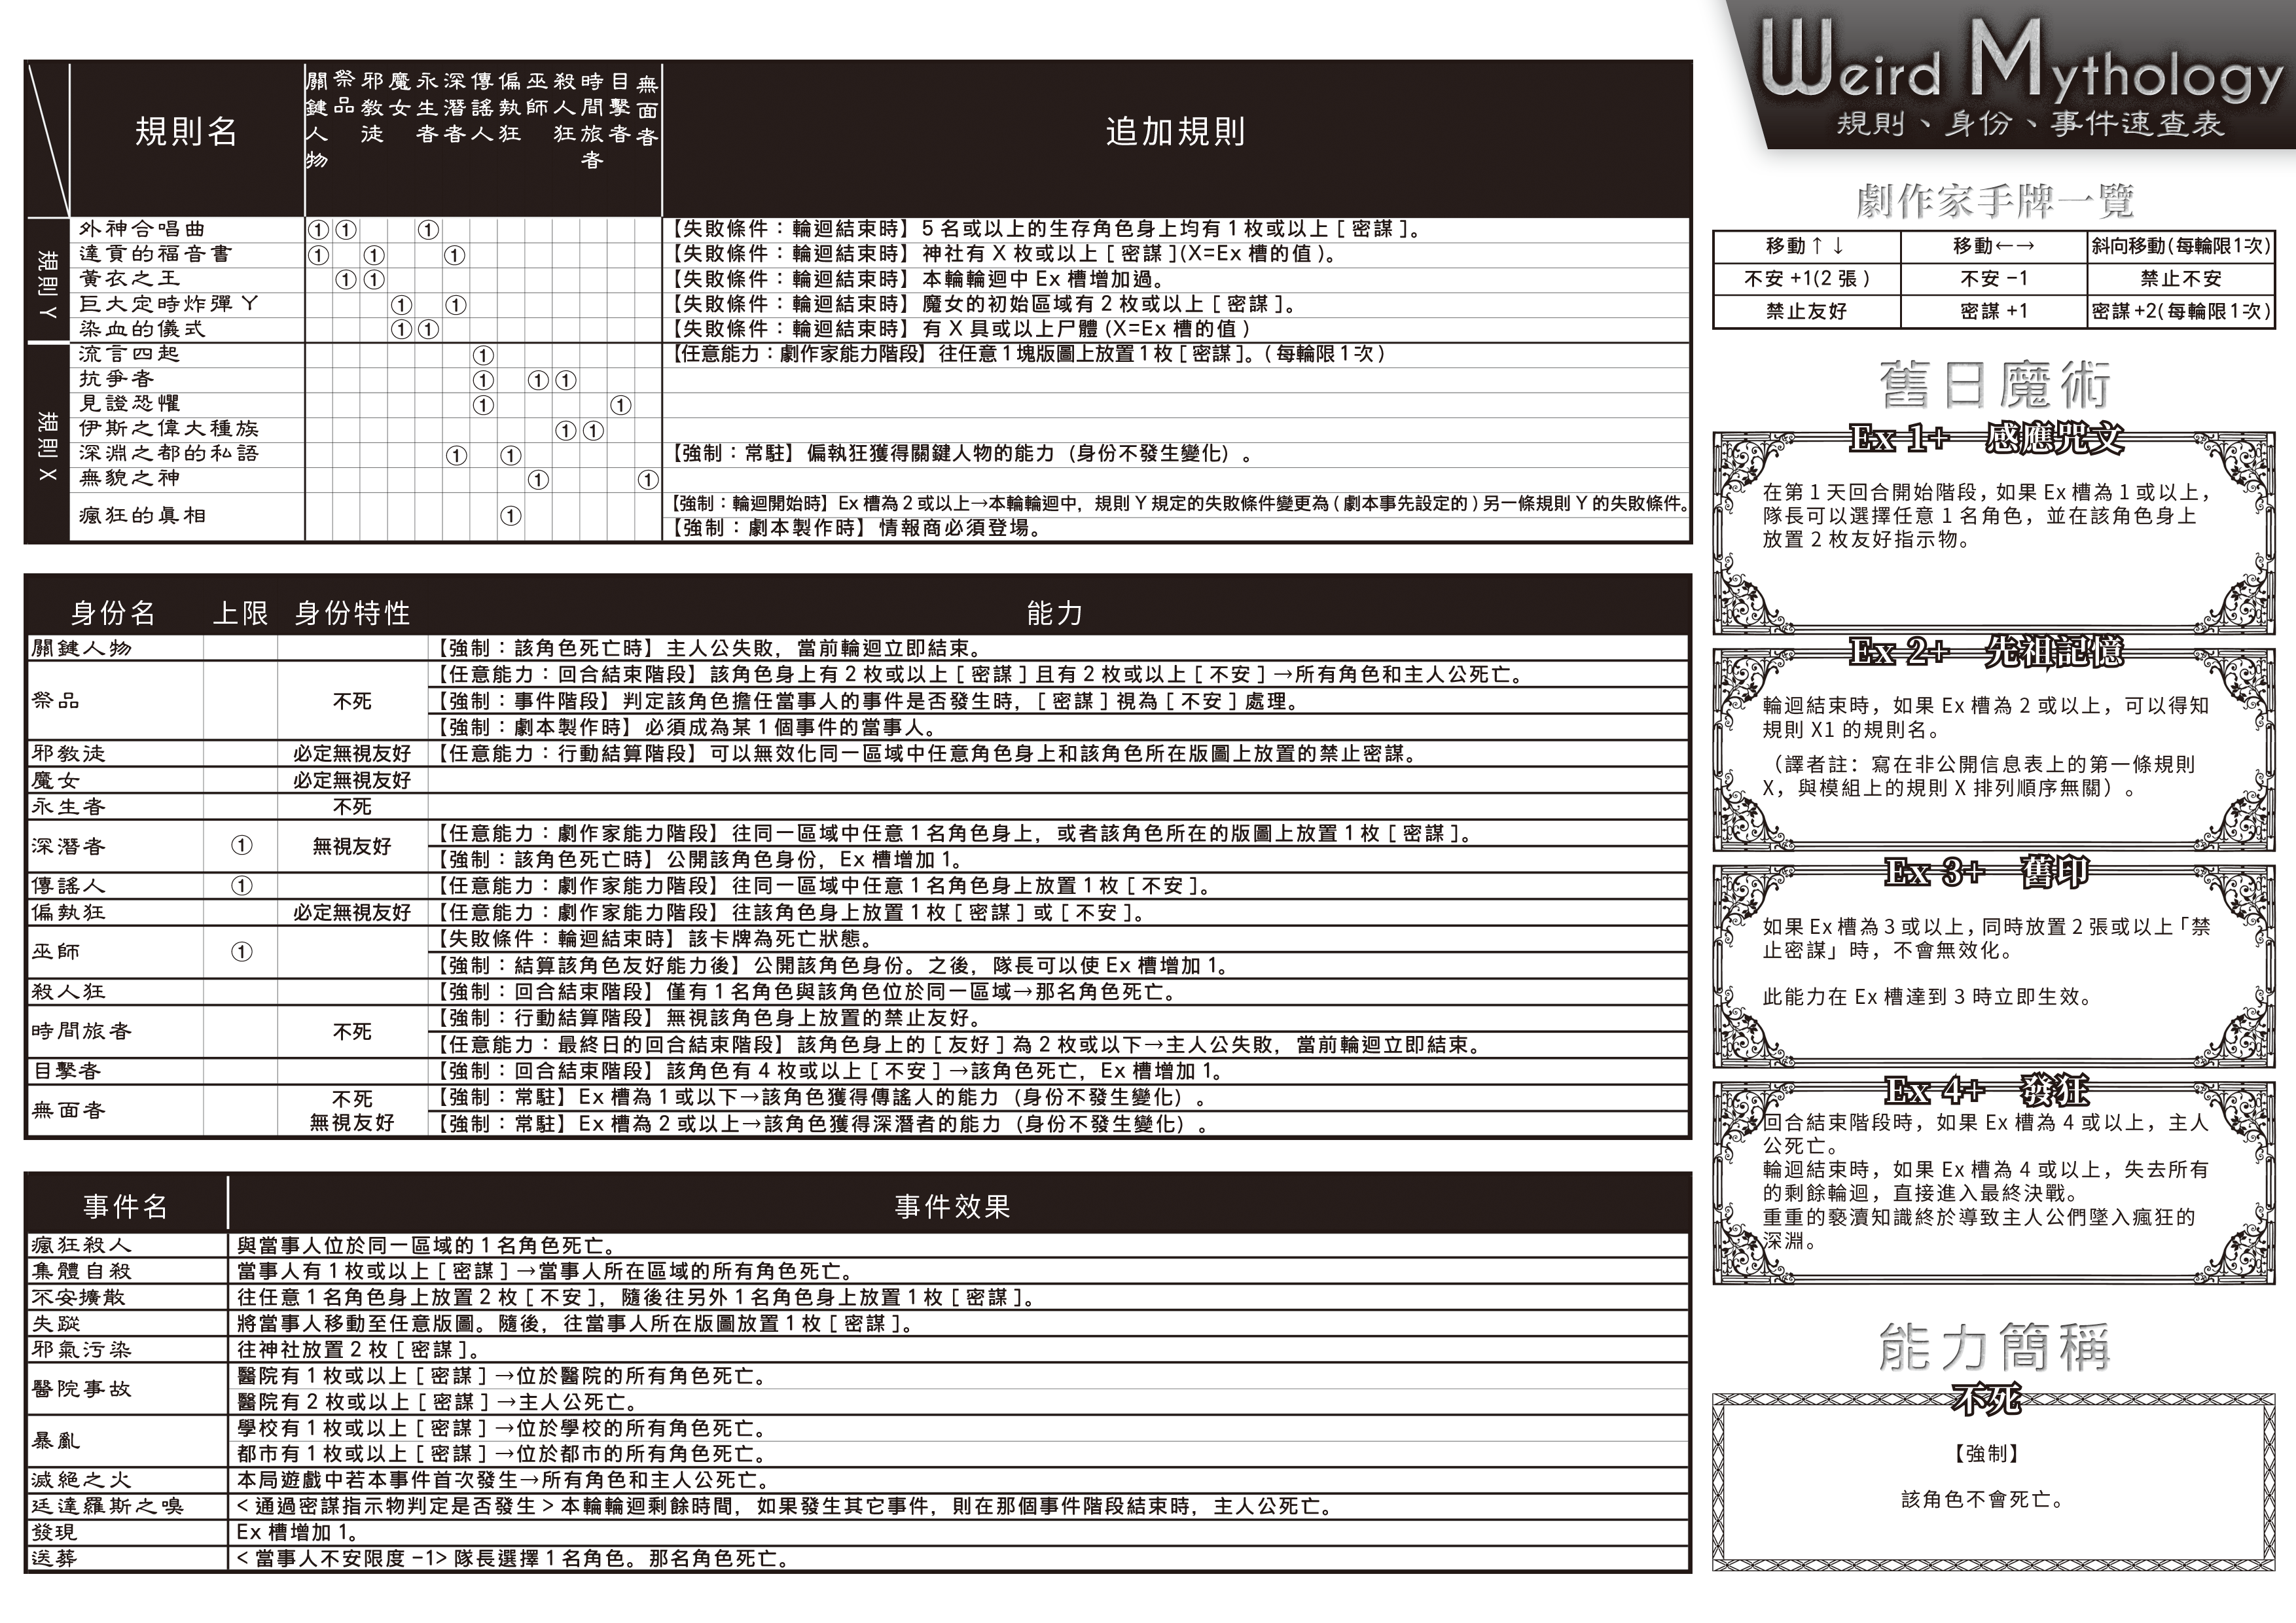 Weird Mythology
規則、身份、事件速查表
規則名
關鍵人物
祭品
邪教徒
魔女
永生者
深潛者
傳謠人
偏執狂
巫師
殺人狂
時間旅者
目擊者
無面者
追加規則
規則 Y
外神合唱曲 ① ① ① 【失敗條件：輪迴結束時】5 名或以上的生存角色身上均有 1 枚或以上 [ 密謀 ]。
達貢的福音書 ① ① ① 【失敗條件：輪迴結束時】神社有 X 枚或以上 [ 密謀 ](X=Ex 槽的值 )。
黃衣之王 ① ① 【失敗條件：輪迴結束時】本輪輪迴中 Ex 槽增加過。
巨大定時炸彈 Y ① ① 【失敗條件：輪迴結束時】魔女的初始區域有 2 枚或以上 [ 密謀 ]。
染血的儀式 ① ① 【失敗條件：輪迴結束時】有 X 具或以上尸體 (X=Ex 槽的值 )
規則 X
流言四起 ① 【任意能力：劇作家能力階段】往任意 1 塊版圖上放置 1 枚 [ 密謀 ]。( 每輪限 1 次 )
抗爭者 ① ① ①
見證恐懼 ① ①
伊斯之偉大種族 ① ①
深淵之都的私語 ① ① 【強制：常駐】偏執狂獲得關鍵人物的能力（身份不發生變化）。
無貌之神 ① ①
瘋狂的真相 ① 【強制：輪迴開始時】Ex 槽為 2 或以上→本輪輪迴中，規則 Y 規定的失敗條件變更為 ( 劇本事先設定的 ) 另一條規則 Y 的失敗條件。
【強制：劇本製作時】情報商必須登場。
身份名 上限 身份特性 能力
關鍵人物 【強制：該角色死亡時】主人公失敗，當前輪迴立即結束。
祭品 不死 【任意能力：回合結束階段】該角色身上有 2 枚或以上 [ 密謀 ] 且有 2 枚或以上 [ 不安 ] →所有角色和主人公死亡。
【強制：事件階段】判定該角色擔任當事人的事件是否發生時，[ 密謀 ] 視為 [ 不安 ] 處理。
【強制：劇本製作時】必須成為某 1 個事件的當事人。
邪教徒 必定無視友好 【任意能力：行動結算階段】可以無效化同一區域中任意角色身上和該角色所在版圖上放置的禁止密謀。
魔女 必定無視友好
永生者 不死
深潛者 ① 無視友好 【任意能力：劇作家能力階段】往同一區域中任意 1 名角色身上，或者該角色所在的版圖上放置 1 枚 [ 密謀 ]。
【強制：該角色死亡時】公開該角色身份，Ex 槽增加 1。
傳謠人 ① 【任意能力：劇作家能力階段】往同一區域中任意 1 名角色身上放置 1 枚 [ 不安 ]。
偏執狂 必定無視友好 【任意能力：劇作家能力階段】往該角色身上放置 1 枚 [ 密謀 ] 或 [ 不安 ]。
巫師 ① 【失敗條件：輪迴結束時】該卡牌為死亡狀態。
【強制：結算該角色友好能力後】公開該角色身份。之後，隊長可以使 Ex 槽增加 1。
殺人狂 【強制：回合結束階段】僅有 1 名角色與該角色位於同一區域→那名角色死亡。
時間旅者 不死 【強制：行動結算階段】無視該角色身上放置的禁止友好。
【任意能力：最終日的回合結束階段】該角色身上的 [ 友好 ] 為 2 枚或以下→主人公失敗，當前輪迴立即結束。
目擊者 【強制：回合結束階段】該角色有 4 枚或以上 [ 不安 ] →該角色死亡，Ex 槽增加 1。
無面者 不死 無視友好 【強制：常駐】Ex 槽為 1 或以下→該角色獲得傳謠人的能力（身份不發生變化）。
【強制：常駐】Ex 槽為 2 或以上→該角色獲得深潛者的能力（身份不發生變化）。
事件名 事件效果
瘋狂殺人 與當事人位於同一區域的 1 名角色死亡。
集體自殺 當事人有 1 枚或以上 [ 密謀 ] →當事人所在區域的所有角色死亡。
不安擴散 往任意 1 名角色身上放置 2 枚 [ 不安 ]，隨後往另外 1 名角色身上放置 1 枚 [ 密謀 ]。
失蹤 將當事人移動至任意版圖。隨後，往當事人所在版圖放置 1 枚 [ 密謀 ]。
邪氣污染 往神社放置 2 枚 [ 密謀 ]。
醫院事故 醫院有 1 枚或以上 [ 密謀 ] →位於醫院的所有角色死亡。
醫院有 2 枚或以上 [ 密謀 ] →主人公死亡。
暴亂 學校有 1 枚或以上 [ 密謀 ] →位於學校的所有角色死亡。
都市有 1 枚或以上 [ 密謀 ] →位於都市的所有角色死亡。
滅絕之火 本局遊戲中若本事件首次發生→所有角色和主人公死亡。
廷達羅斯之嗅 < 通過密謀指示物判定是否發生 > 本輪輪迴剩餘時間，如果發生其它事件，則在那個事件階段結束時，主人公死亡。
發現 Ex 槽增加 1。
送葬 < 當事人不安限度 −1> 隊長選擇 1 名角色。那名角色死亡。
劇作家手牌一覽
移動↑↓ 移動←→ 斜向移動(每輪限1次)
不安 +1(2 張 ) 不安 −1 禁止不安
禁止友好 密謀 +1 密謀+2(每輪限1次)
舊日魔術
Ex 1+ 感應咒文
在第 1 天回合開始階段，如果 Ex 槽為 1 或以上，
隊長可以選擇任意 1 名角色，並在該角色身上
放置 2 枚友好指示物。
Ex 2+ 先祖記憶
輪迴結束時，如果 Ex 槽為 2 或以上，可以得知
規則 X1 的規則名。
（譯者註：寫在非公開信息表上的第一條規則
X，與模組上的規則 X 排列順序無關）。
Ex 3+ 舊印
如果 Ex 槽為 3 或以上，同時放置 2 張或以上「禁
止密謀」時，不會無效化。
此能力在 Ex 槽達到 3 時立即生效。
Ex 4+ 發狂
回合結束階段時，如果 Ex 槽為 4 或以上，主人
公死亡。
輪迴結束時，如果 Ex 槽為 4 或以上，失去所有
的剩餘輪迴，直接進入最終決戰。
重重的褻瀆知識終於導致主人公們墜入瘋狂的
深淵。
能力簡稱
不死
【強制】
該角色不會死亡。